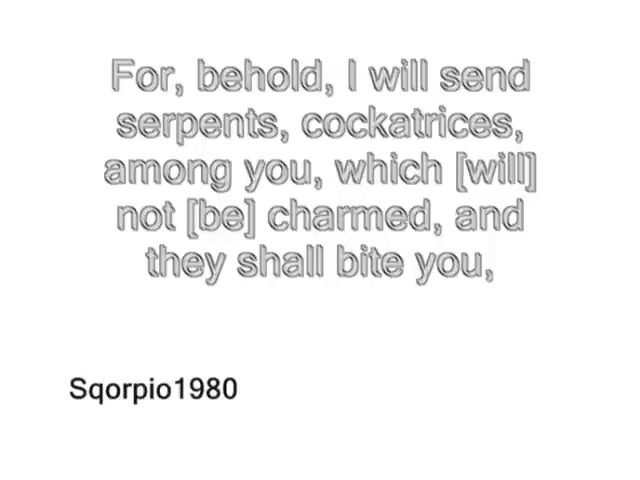 For, behold, I will send
serpents, cockatrices,
among you, which [will]
not [be] charmed, and
they shall bite you,
Sqorpio1980